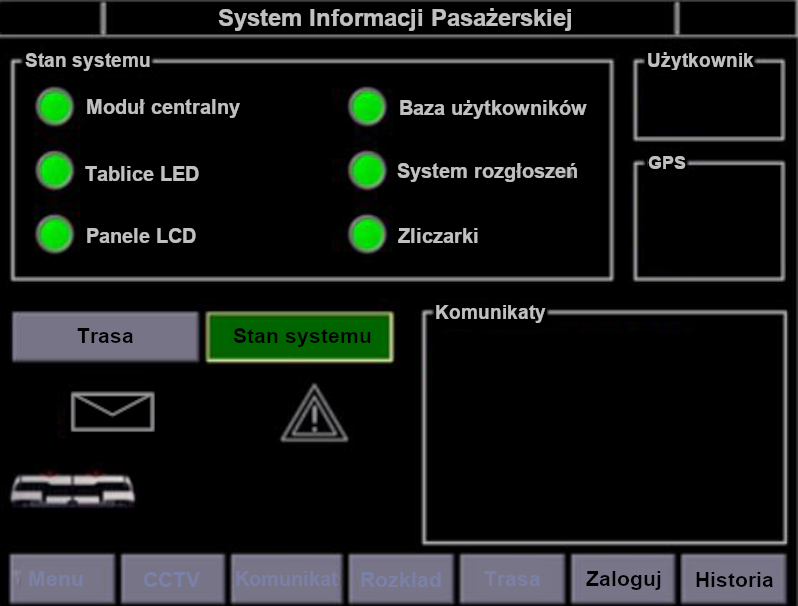 System Informacji Pasażerskiej
Stan systemu
Użytkownik
Moduł centralny
Baza użytkowników
Tablice LED
System rozgłoszeń
GPS
Panele LCD
Zliczarki
Trasa
Stan systemu
Komunikaty
Menu
CCTV
Komunikat
Rozkład
Trasa
Zaloguj
Historia